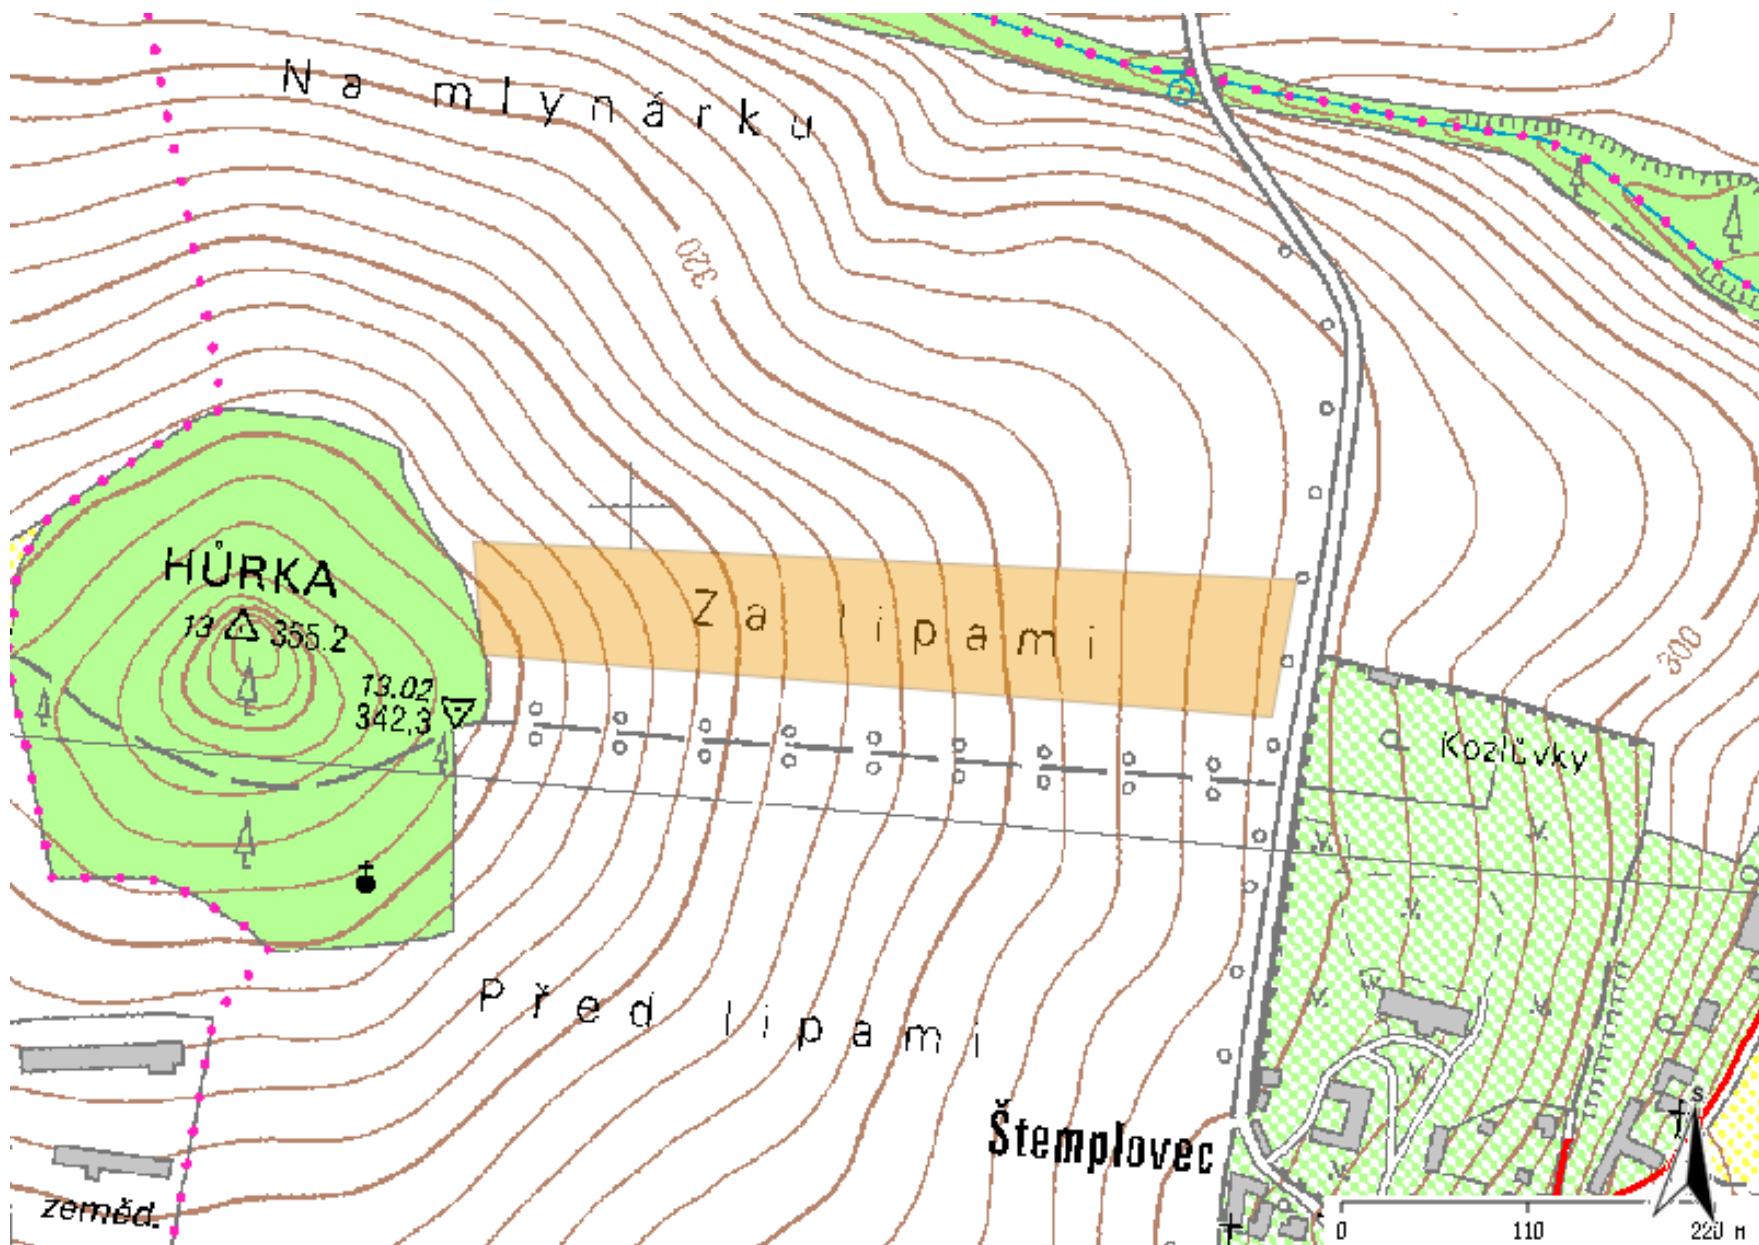 Na mlynárku
320
HŮRKA
13 355.2
13.02
342,3
Za lipami
300
Kozlůvky
Před lipami
Štemplovec
zeměd.
S
0 110 220 M